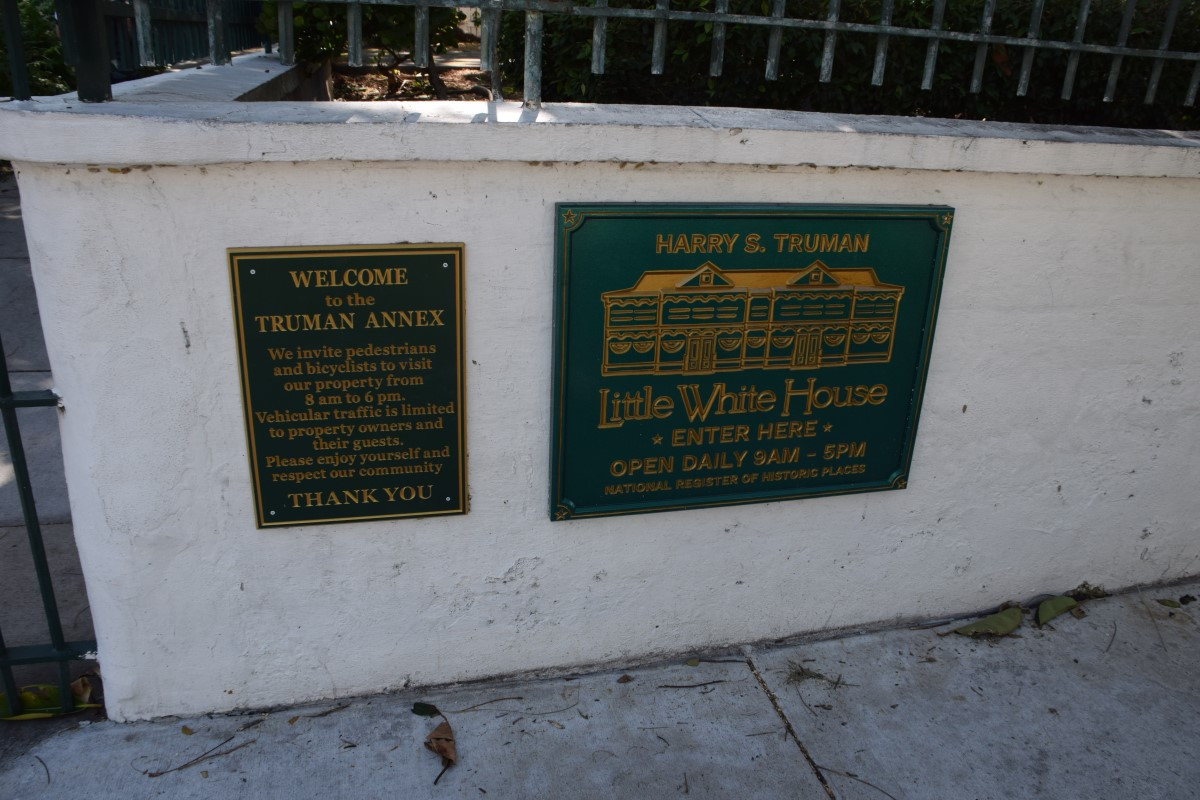 WELCOME
to the
TRUMAN ANNEX
We invite pedestrians
and bicyclists to visit
our property from
8 am to 6 pm.
Vehicular traffic is limited
to property owners and
their guests.
Please enjoy yourself and
respect our community
THANK YOU
HARRY S. TRUMAN
Little White House
★ ENTER HERE ★
OPEN DAILY 9AM - 5PM
NATIONAL REGISTER OF HISTORIC PLACES